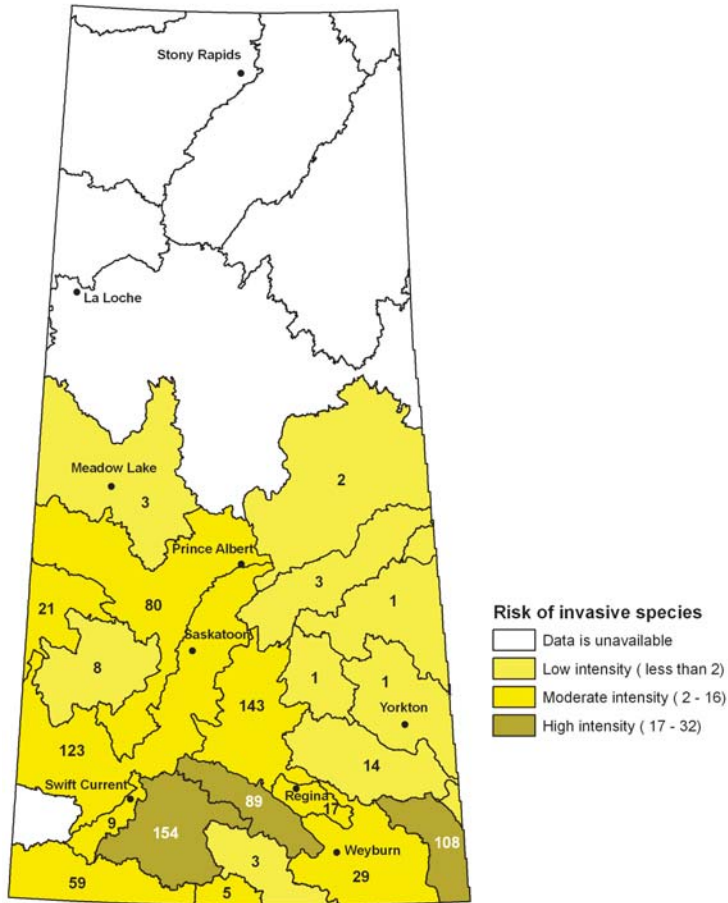 Stony Rapids
La Loche
Meadow Lake
3
2
Prince Albert
3
21
80
1
Saskatoon
8
1
1
143
Yorkton
123
14
Swift Current
89
Regina
17
9
154
108
3
Weyburn
59
5
29
Risk of invasive species
Data is unavailable
Low intensity ( less than 2)
Moderate intensity ( 2 - 16)
High intensity ( 17 - 32)